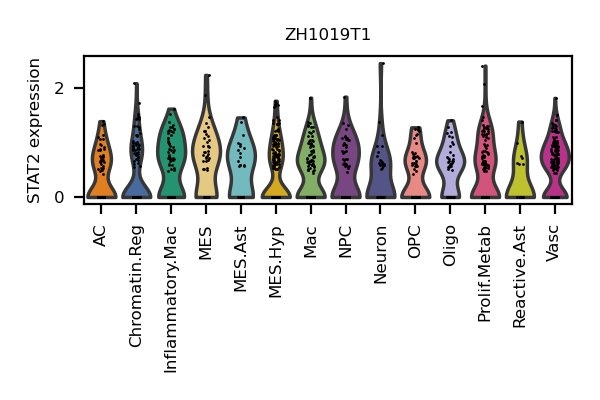 ZH1019T1
STAT2 expression
2
0
AC
Chromatin.Reg
Inflammatory.Mac
MES
MES.Ast
MES.Hyp
Mac
NPC
Neuron
OPC
Oligo
Prolif.Metab
Reactive.Ast
Vasc